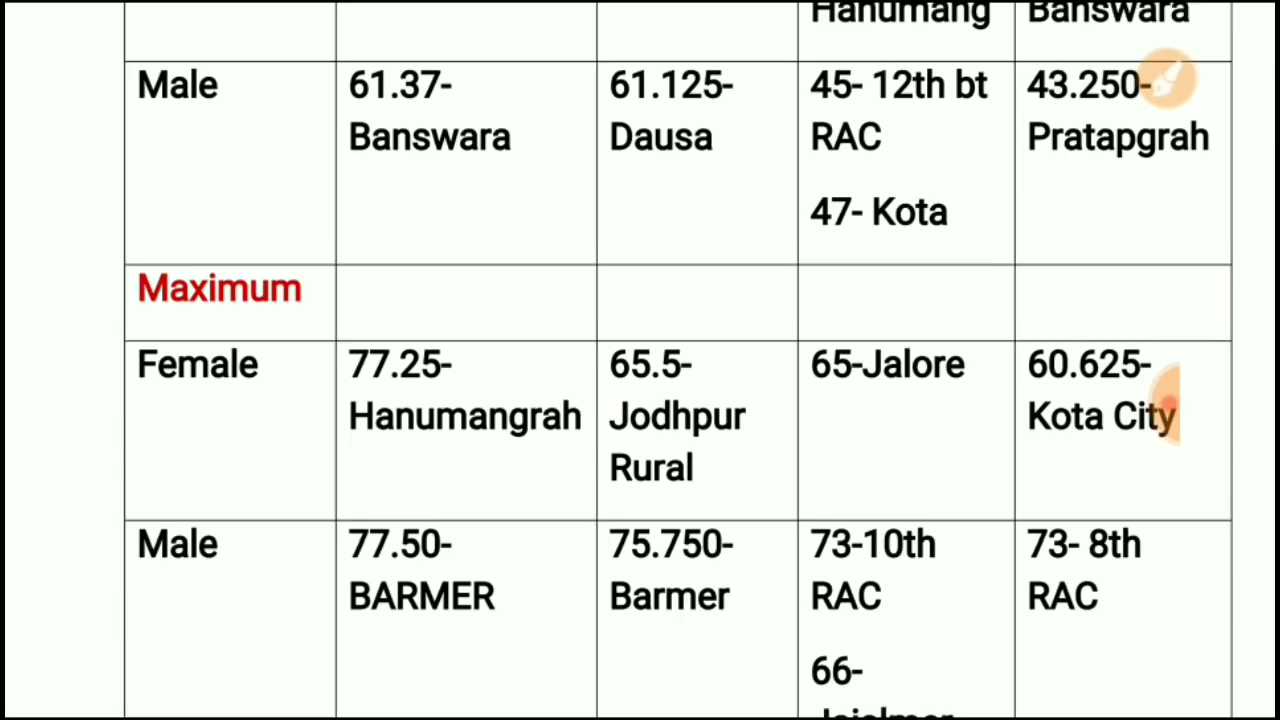 Hanumang Banswara
Male 61.37- 61.125- 45- 12th bt 43.250-
Banswara Dausa RAC Pratapgrah
47- Kota
Maximum
Female 77.25- 65.5- 65-Jalore 60.625-
Hanumangrah Jodhpur Kota City
Rural
Male 77.50- 75.750- 73-10th 73- 8th
BARMER Barmer RAC RAC
66-